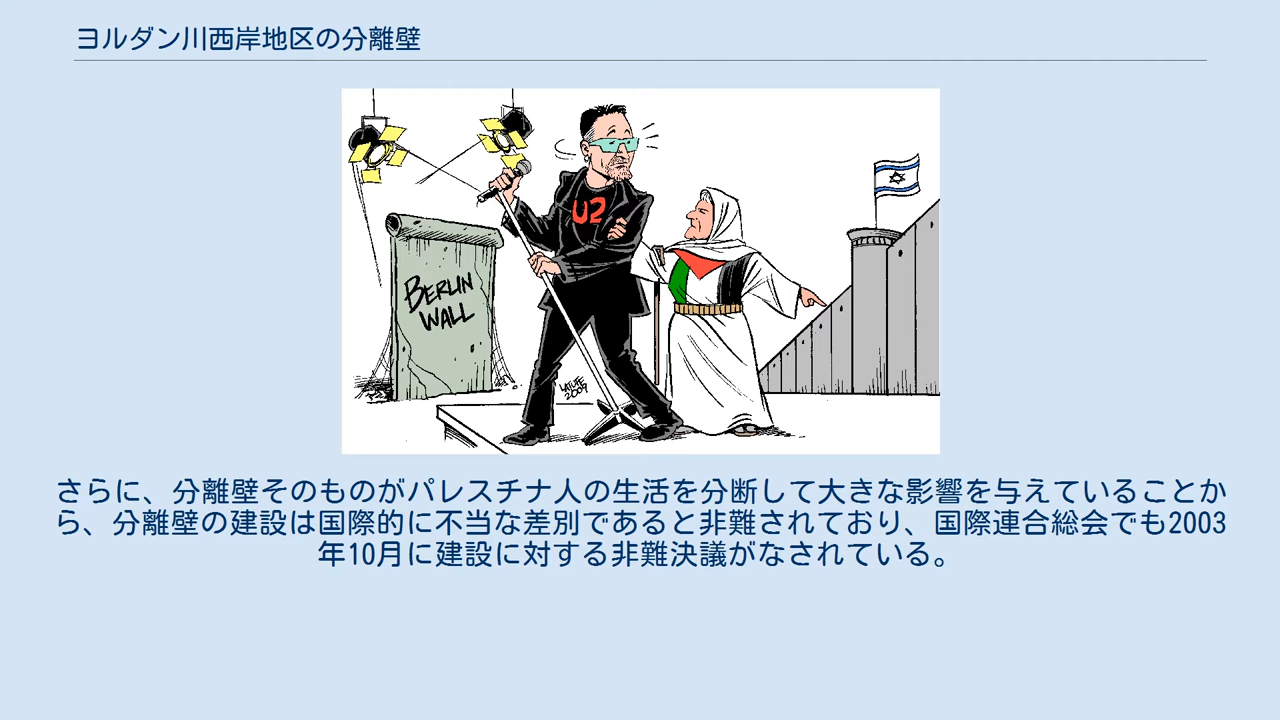 ヨルダン川西岸地区の分離壁
U2
BERLIN
WALL
LATUFF
2009
さらに、分離壁そのものがパレスチナ人の生活を分断して大きな影響を与えていることか
ら、分離壁の建設は国際的に不当な差別であると非難されており、国際連合総会でも2003
年10月に建設に対する非難決議がなされている。